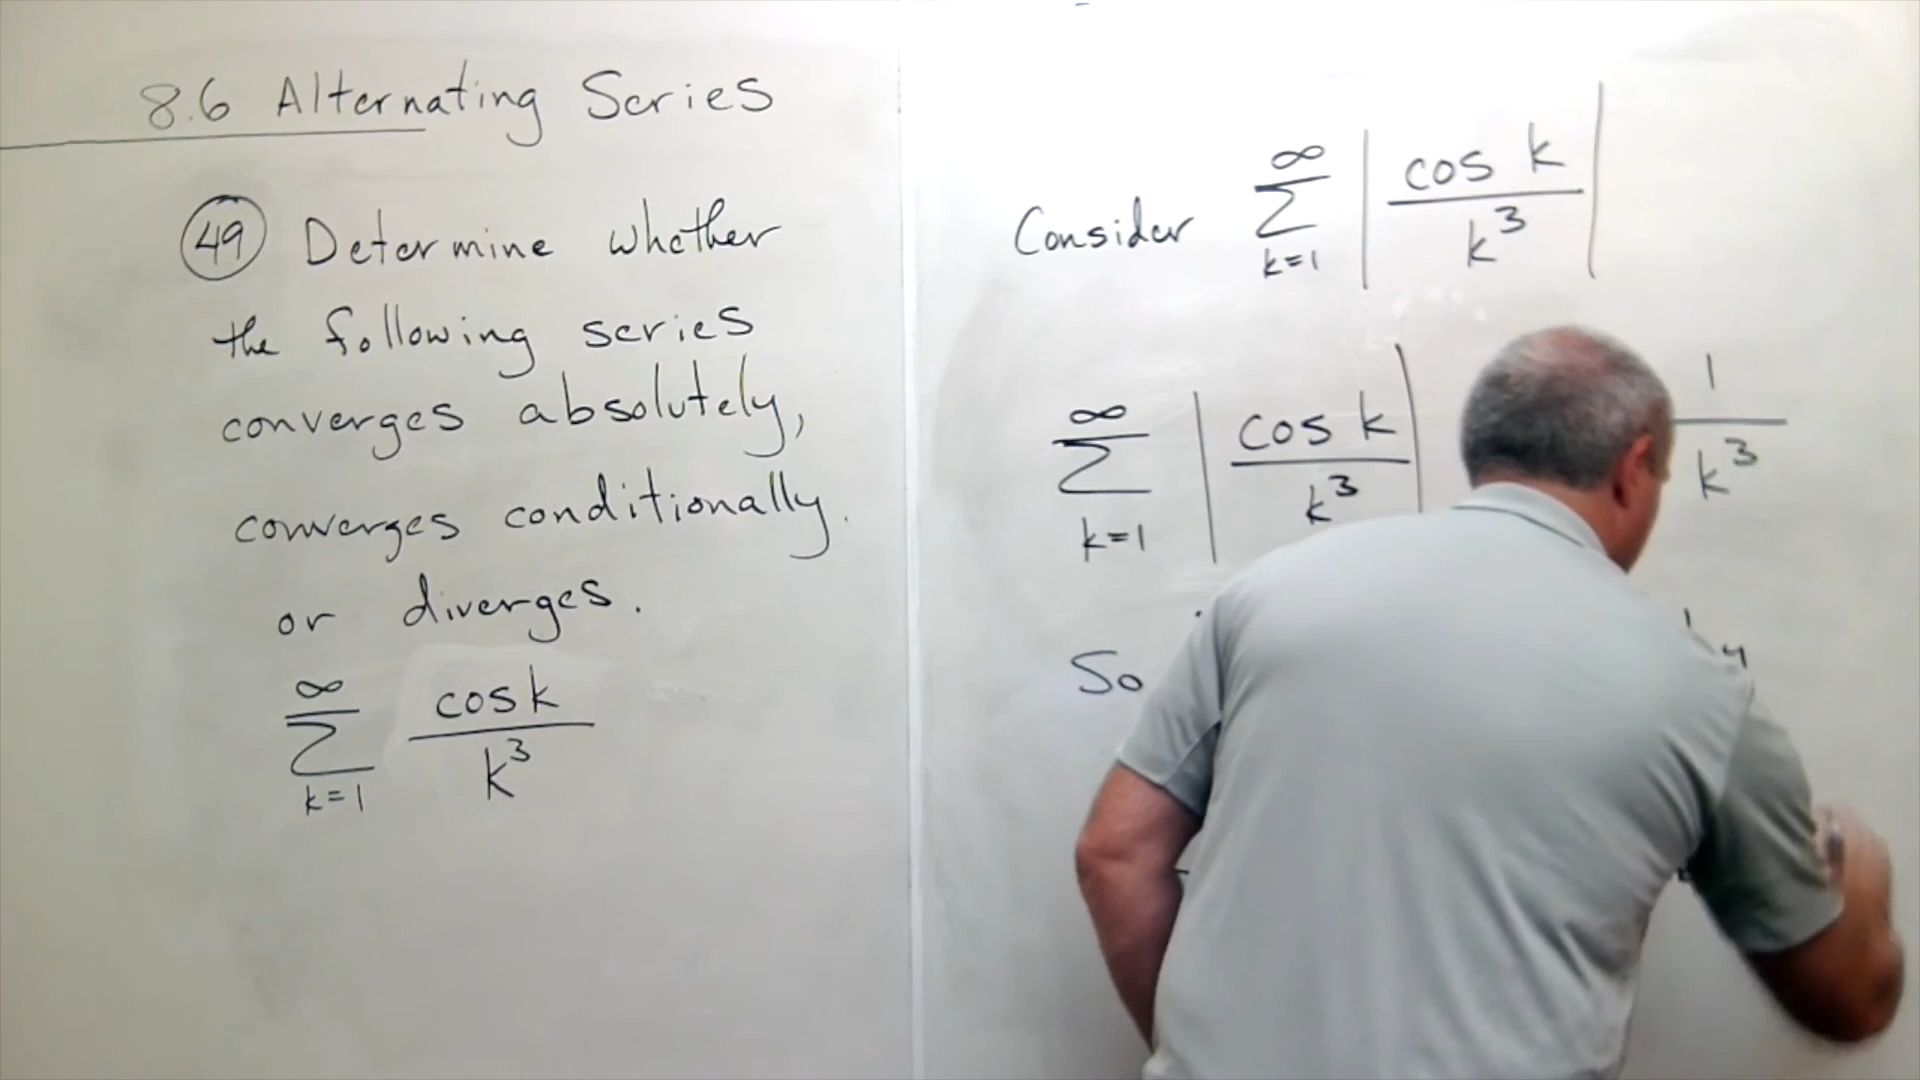 8.6 Alternating Series
49 Determine whether
the following series
converges absolutely,
converges conditionally.
or diverges.
∞
∑ cos k / k³
k=1
Consider ∑ | cos k / k³ |
∞
k=1
∞
∑ | cos k / k³ | 1 / k³
k=1
So